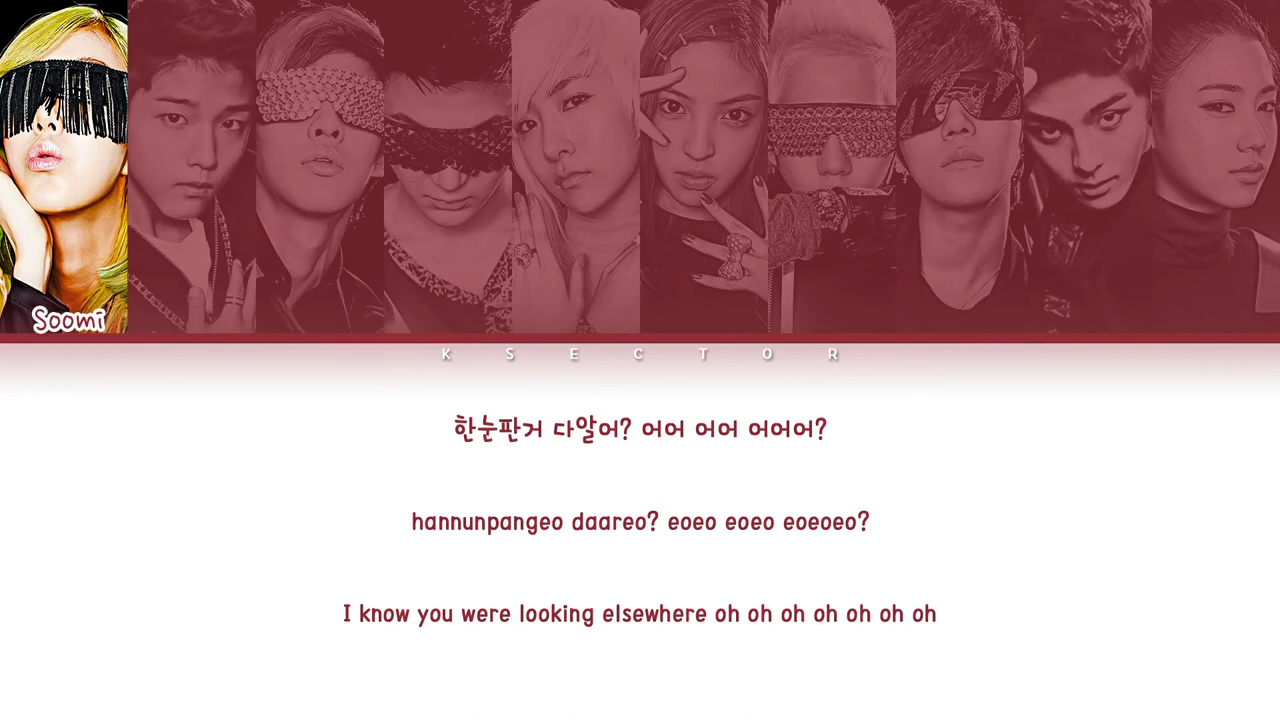 Soomi
K S E C T O R
한눈판거 다알어? 어어 어어 어어어?
hannunpangeo daareo? eoeo eoeo eoeoeo?
I know you were looking elsewhere oh oh oh oh oh oh oh